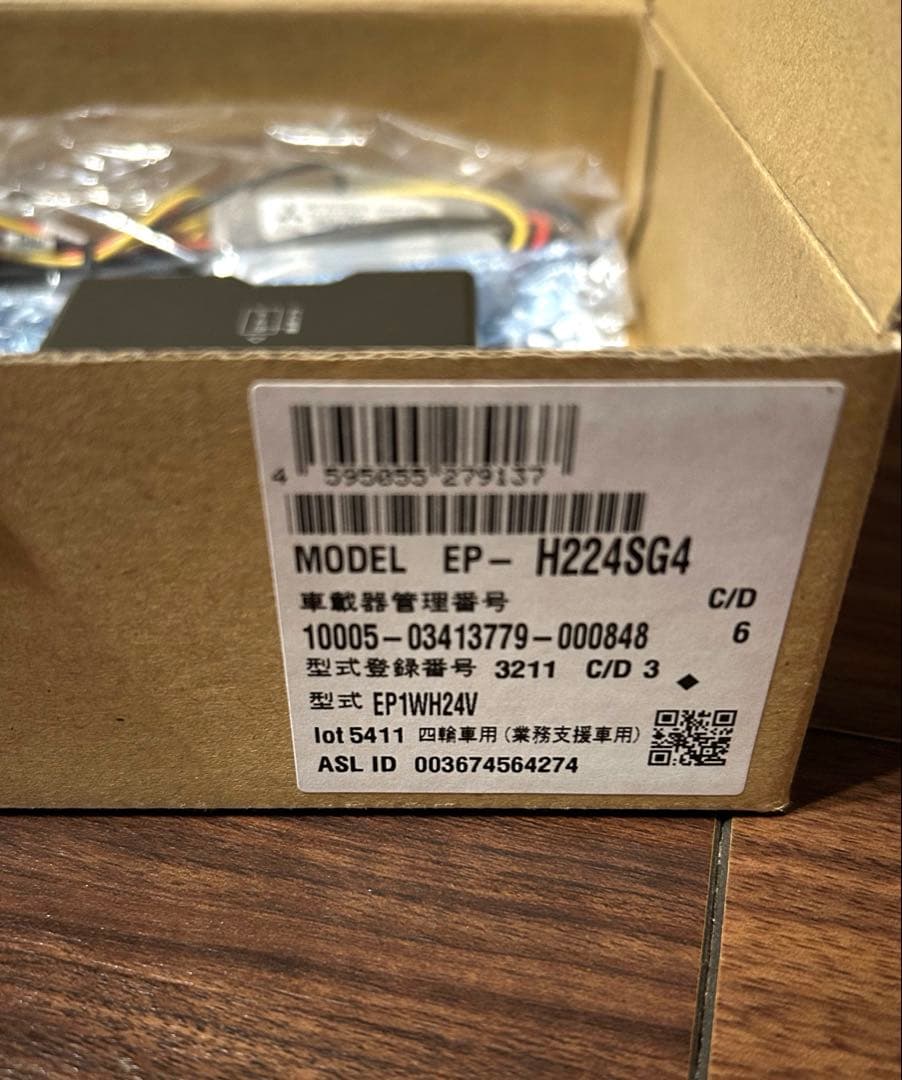 4 595055 279137
MODEL EP- H224SG4
車載器管理番号 C/D
10005-03413779-000848 6
型式登録番号 3211 C/D 3 ◆
型式 EP1WH24V
lot 5411 四輪車用(業務支援車用)
ASL ID 003674564274